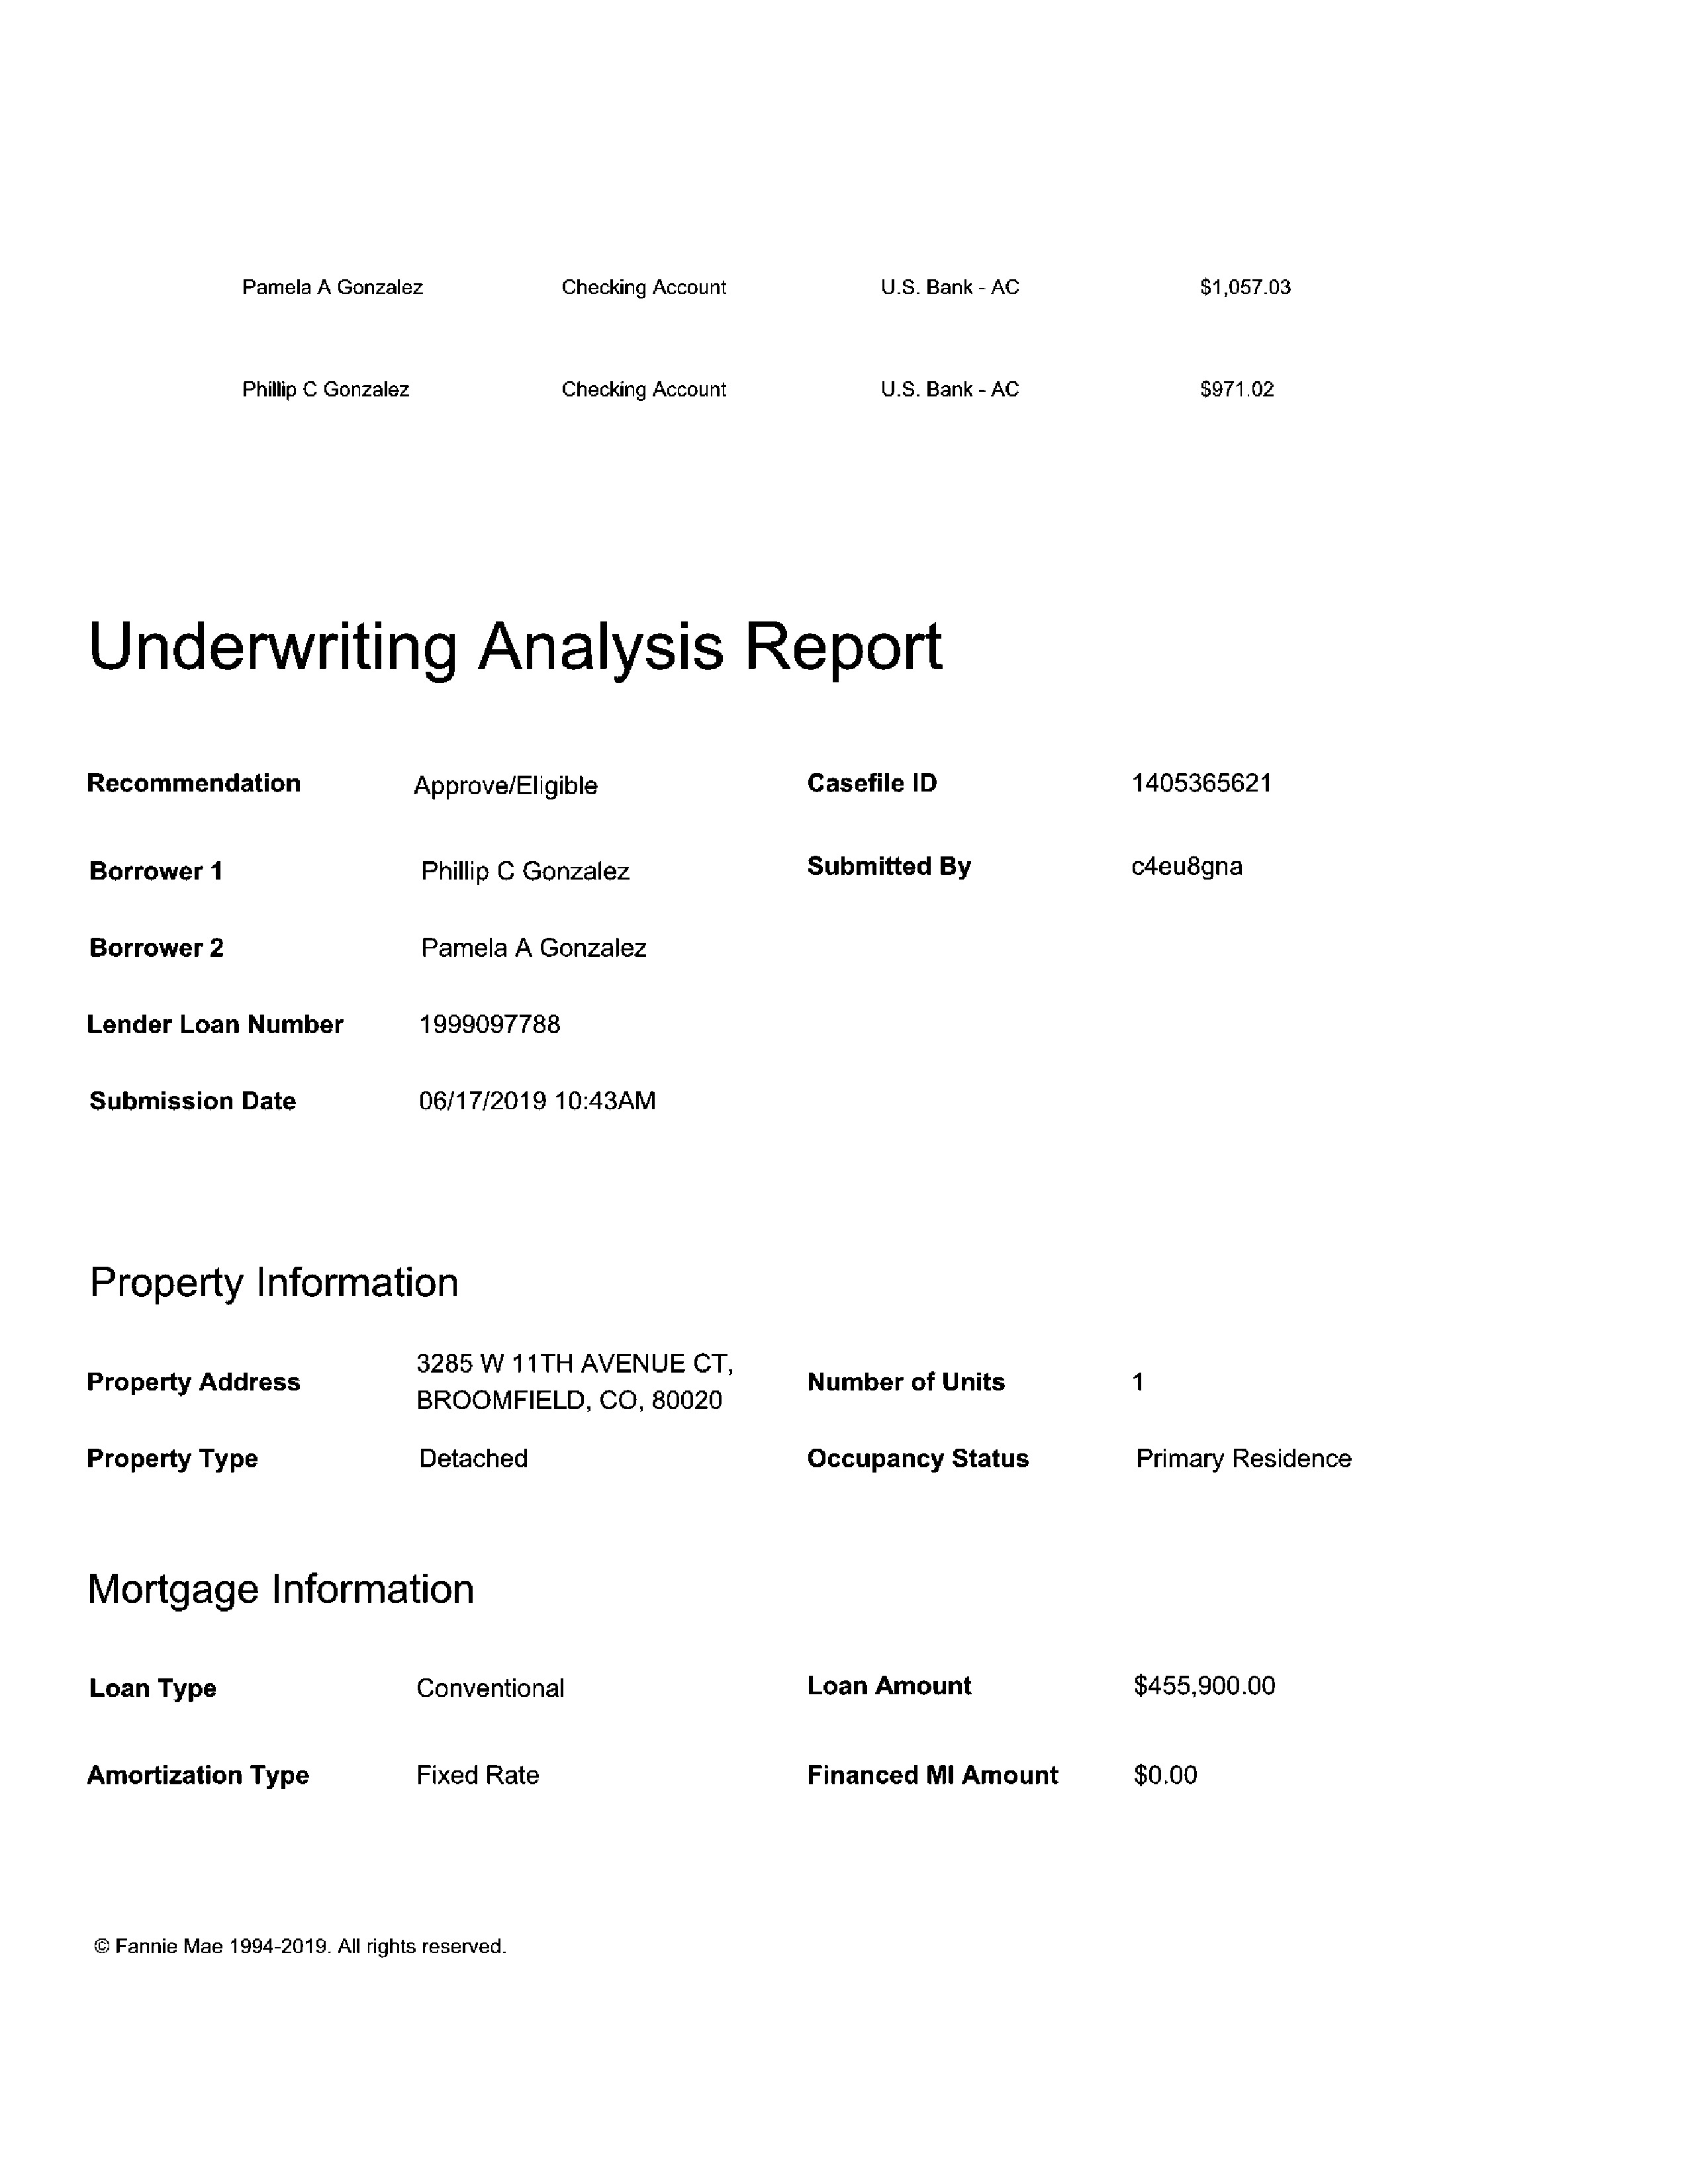 Pamela A Gonzalez Checking Account U.S. Bank - AC $1,057.03
Phillip C Gonzalez Checking Account U.S. Bank - AC $971.02
Underwriting Analysis Report
Recommendation Approve/Eligible Casefile ID 1405365621
Borrower 1 Phillip C Gonzalez Submitted By c4eu8gna
Borrower 2 Pamela A Gonzalez
Lender Loan Number 1999097788
Submission Date 06/17/2019 10:43AM
Property Information
Property Address 3285 W 11TH AVENUE CT, BROOMFIELD, CO, 80020 Number of Units 1
Property Type Detached Occupancy Status Primary Residence
Mortgage Information
Loan Type Conventional Loan Amount $455,900.00
Amortization Type Fixed Rate Financed MI Amount $0.00
© Fannie Mae 1994-2019. All rights reserved.